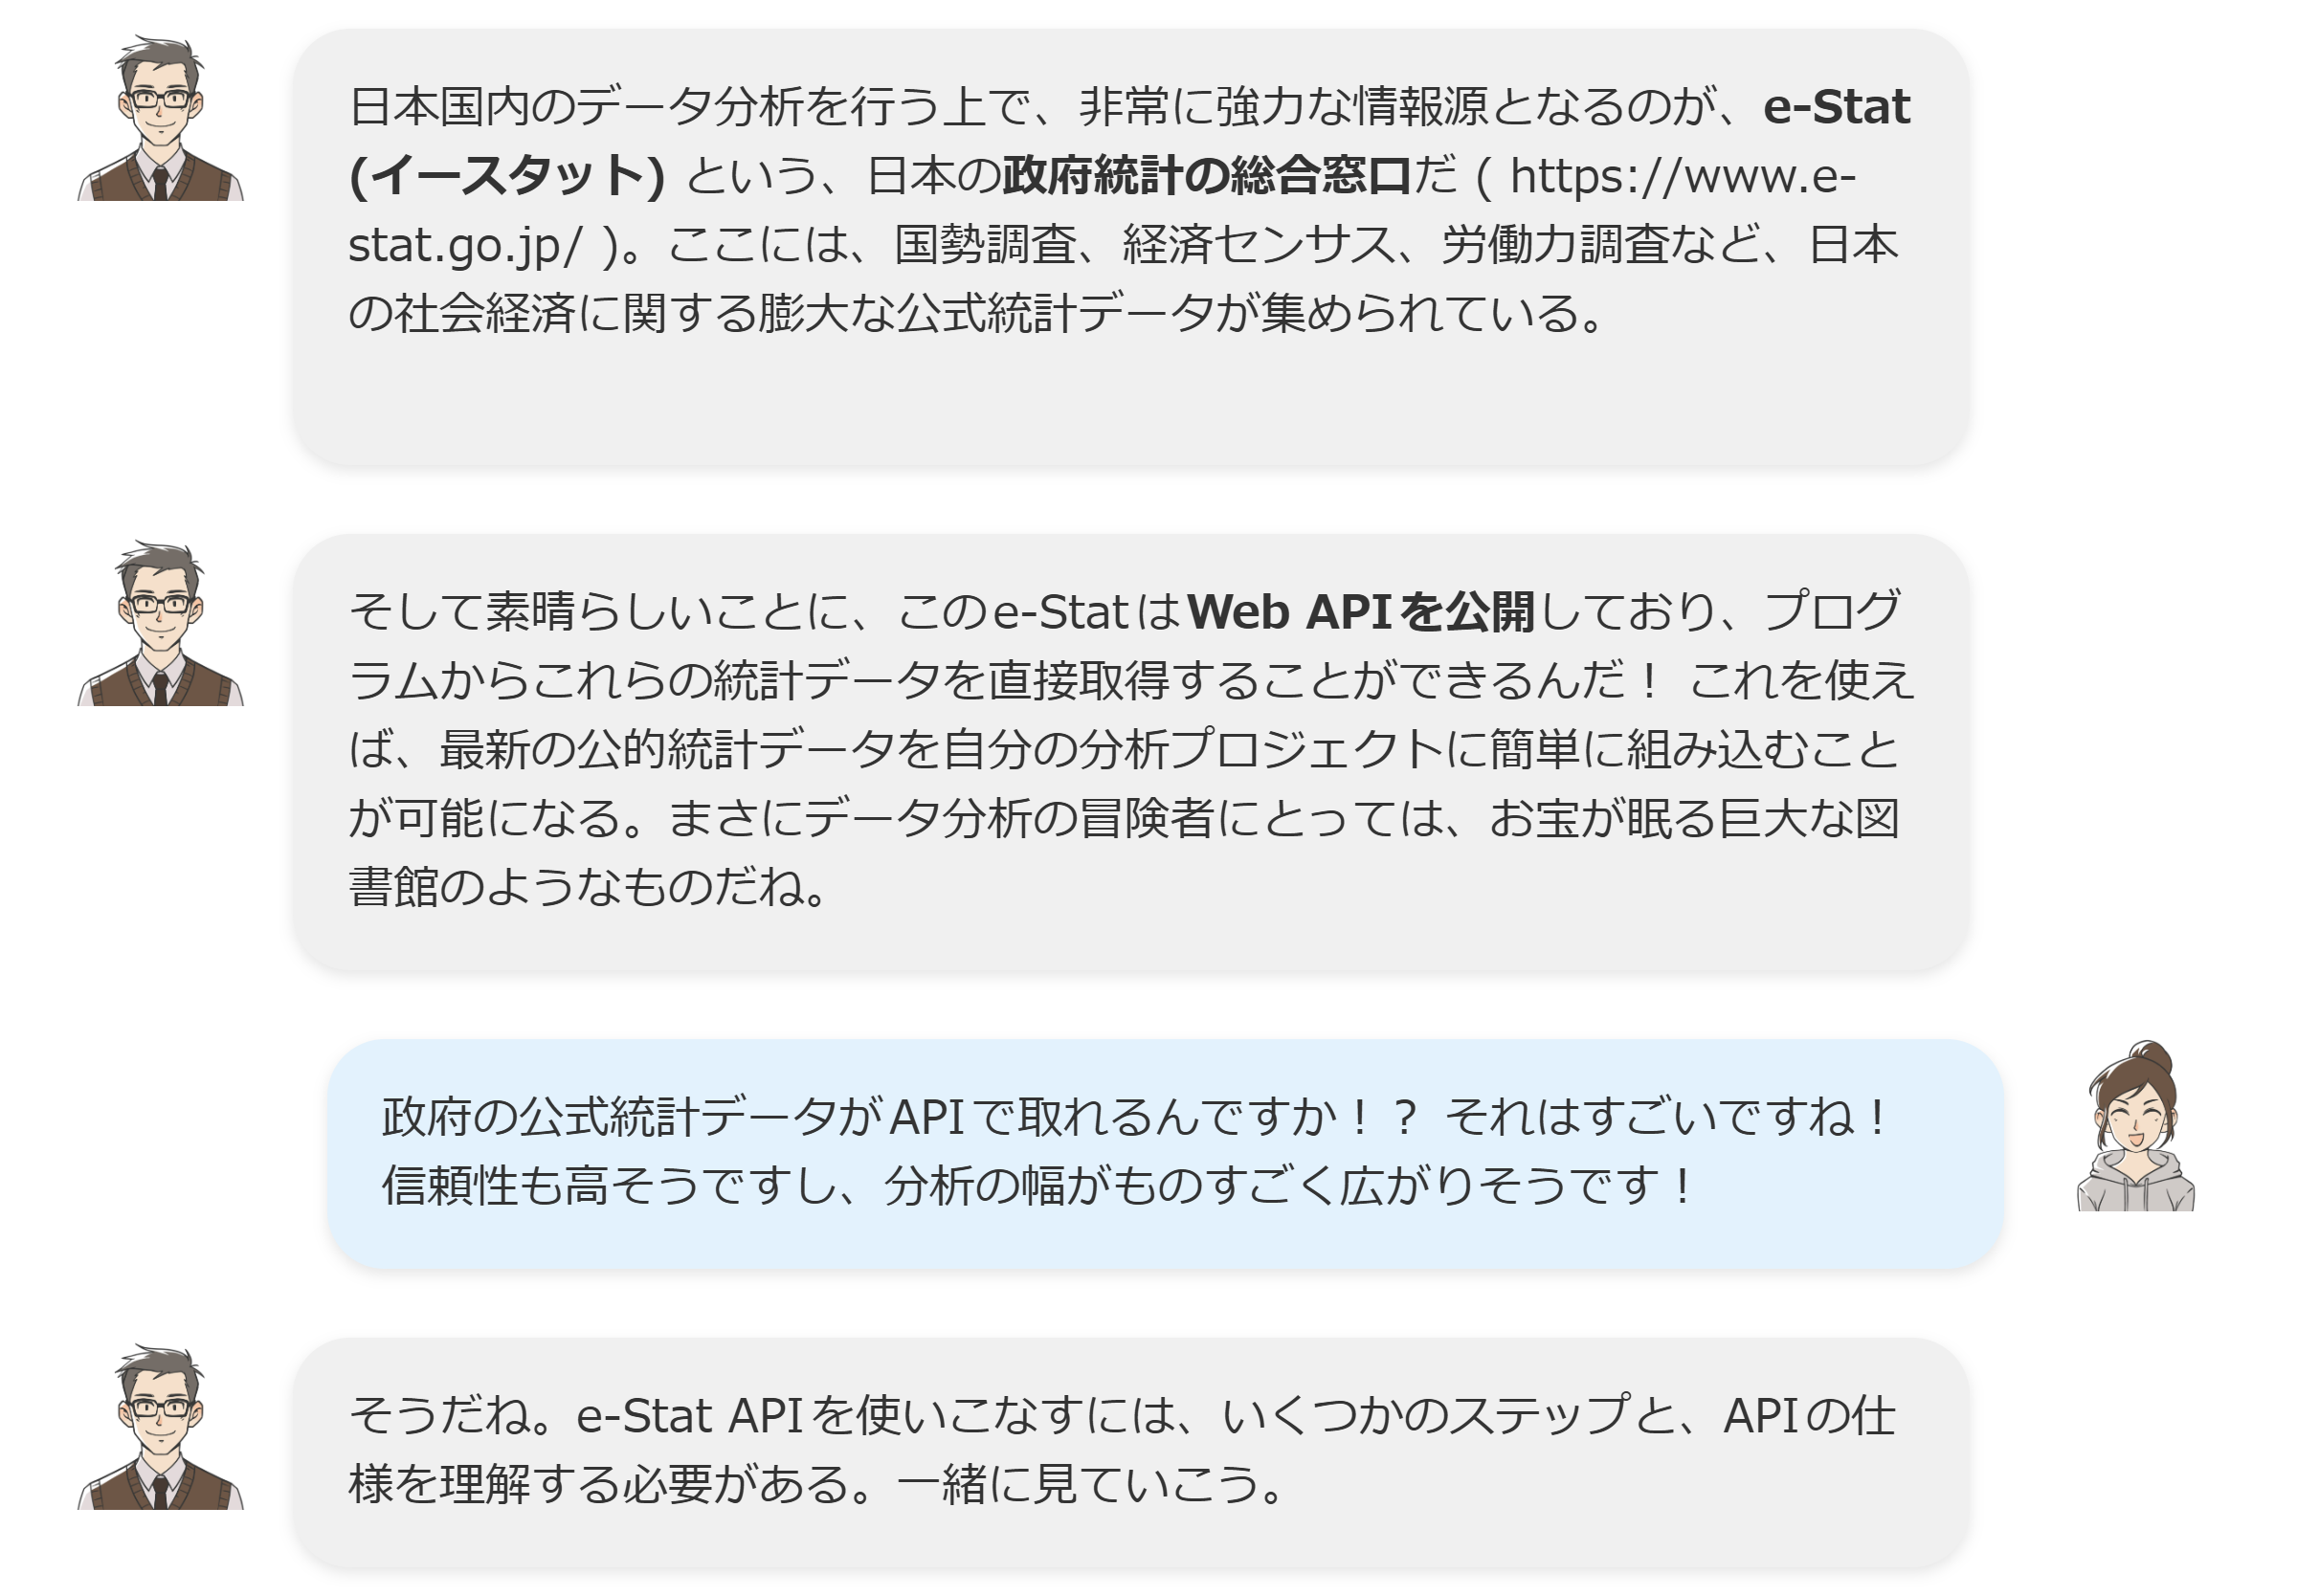 日本国内のデータ分析を行う上で、非常に強力な情報源となるのが、e-Stat
(イースタット) という、日本の政府統計の総合窓口だ ( https://www.e-
stat.go.jp/ )。ここには、国勢調査、経済センサス、労働力調査など、日本
の社会経済に関する膨大な公式統計データが集められている。
そして素晴らしいことに、このe-StatはWeb APIを公開しており、プログ
ラムからこれらの統計データを直接取得することができるんだ！ これを使え
ば、最新の公的統計データを自分の分析プロジェクトに簡単に組み込むこと
が可能になる。まさにデータ分析の冒険者にとっては、お宝が眠る巨大な図
書館のようなものだね。
政府の公式統計データがAPIで取れるんですか！？ それはすごいですね！
信頼性も高そうですし、分析の幅がものすごく広がりそうです！
そうだね。e-Stat APIを使いこなすには、いくつかのステップと、APIの仕
様を理解する必要がある。一緒に見ていこう。